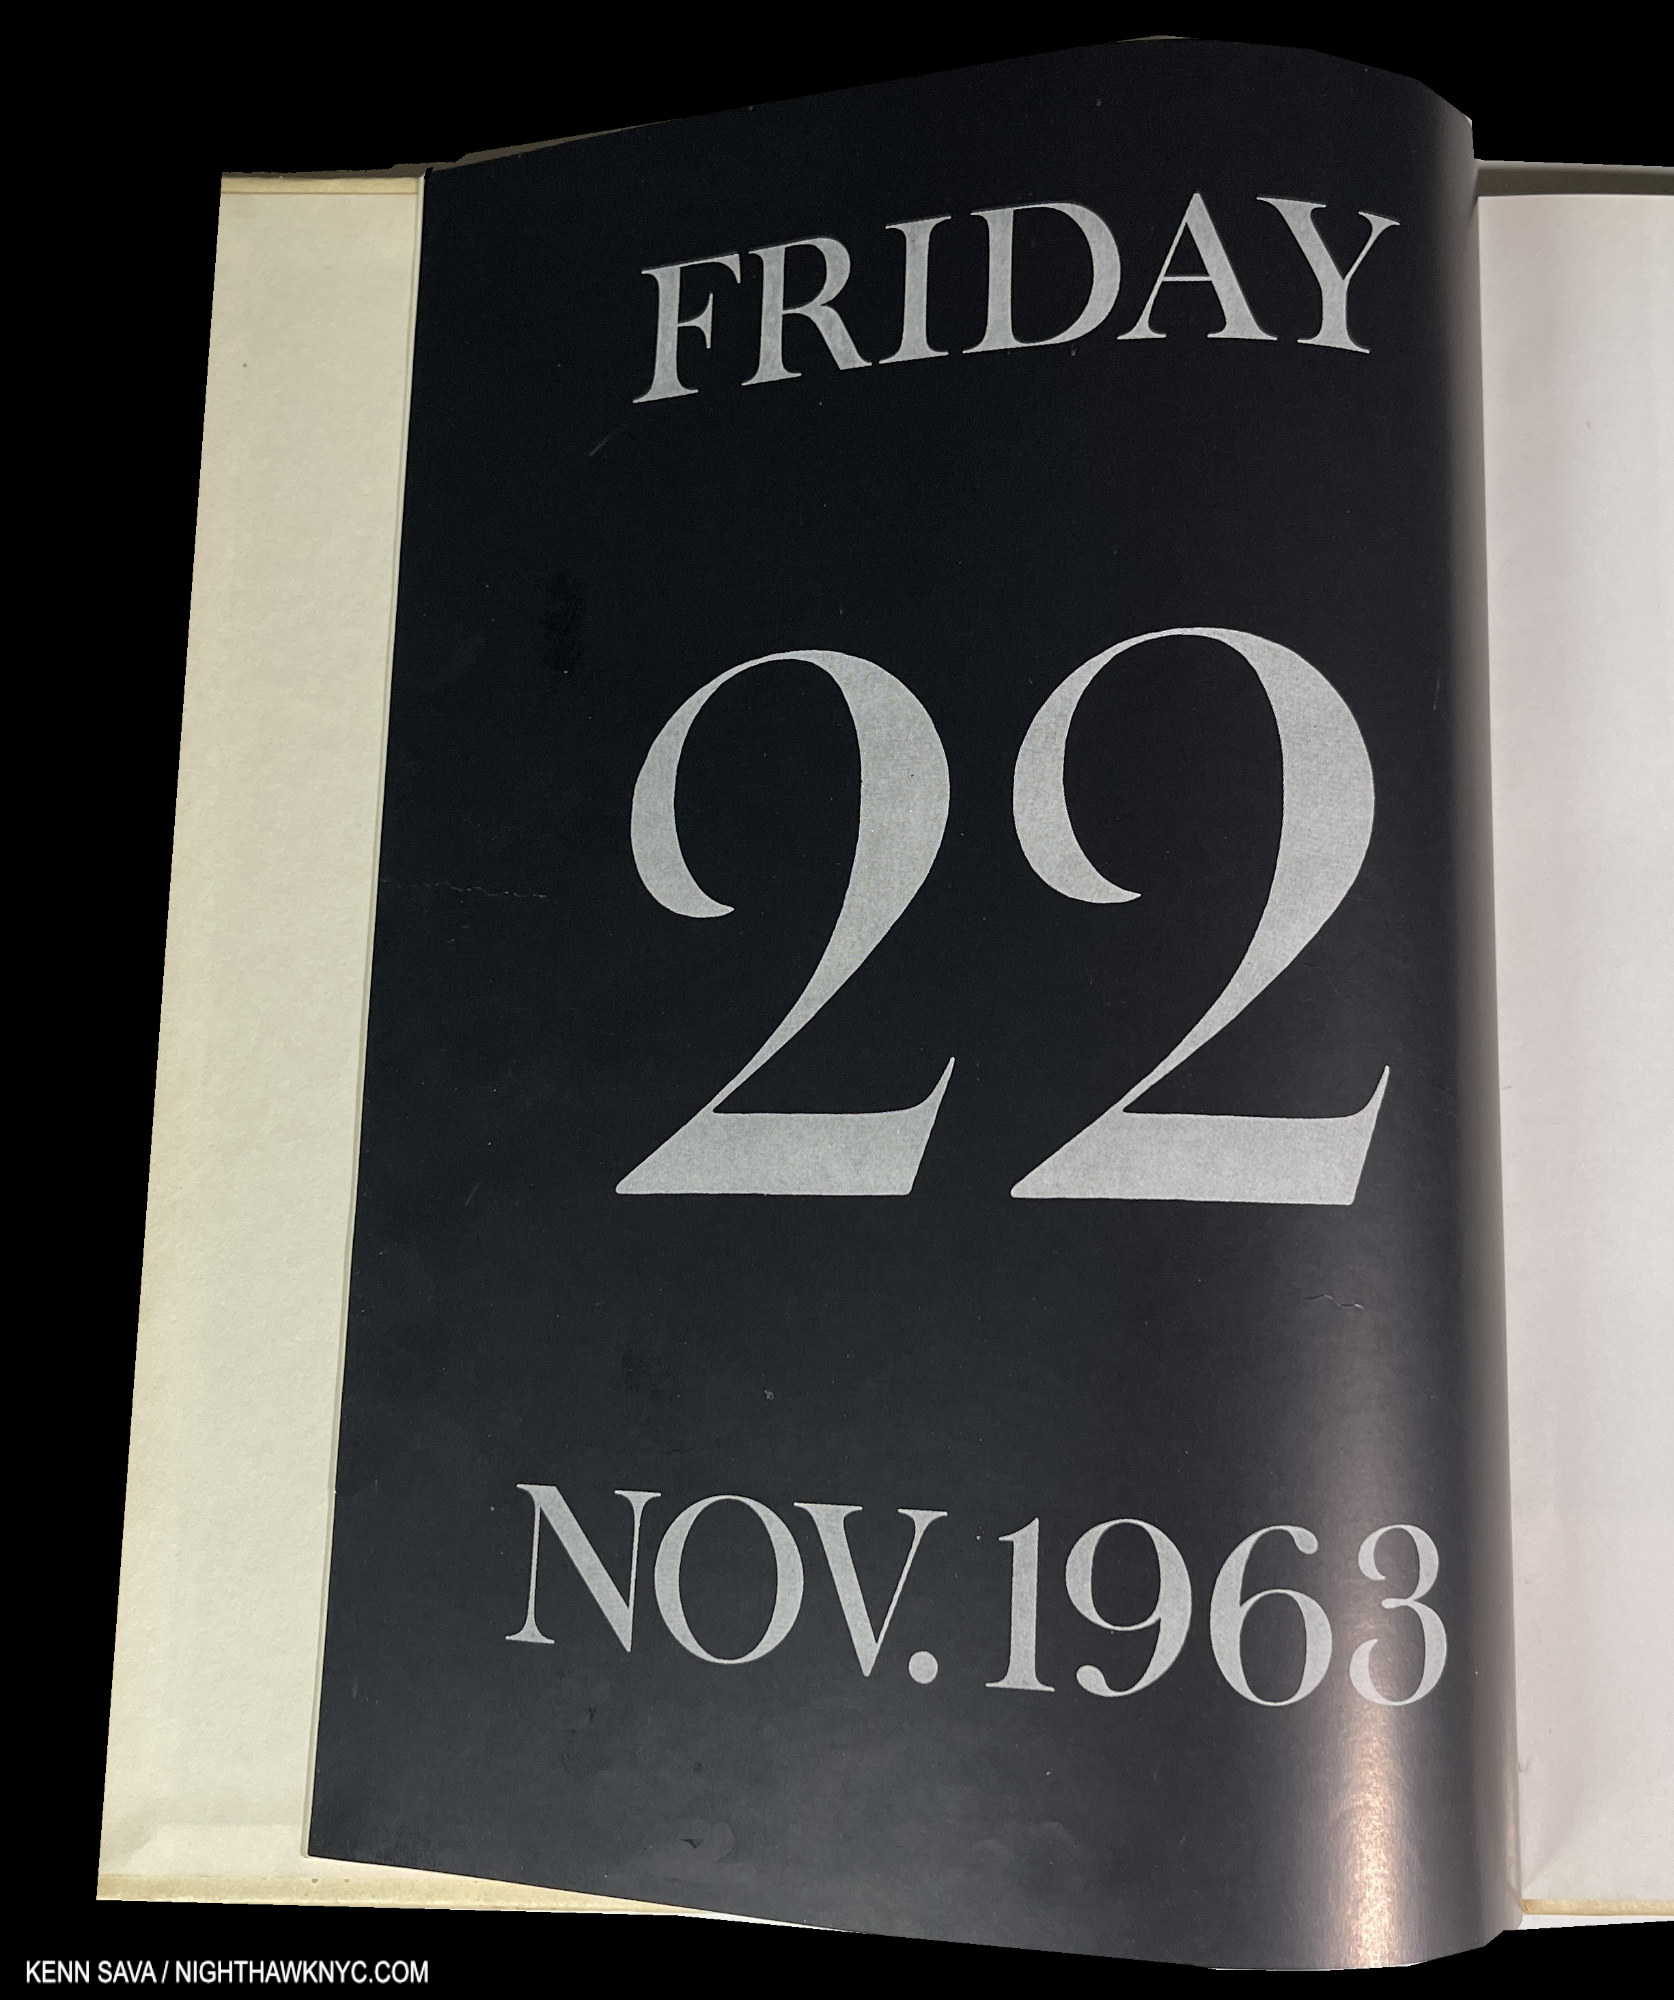 FRIDAY
22
NOV. 1963
KENN SAVA / NIGHTHAWKNYC.COM